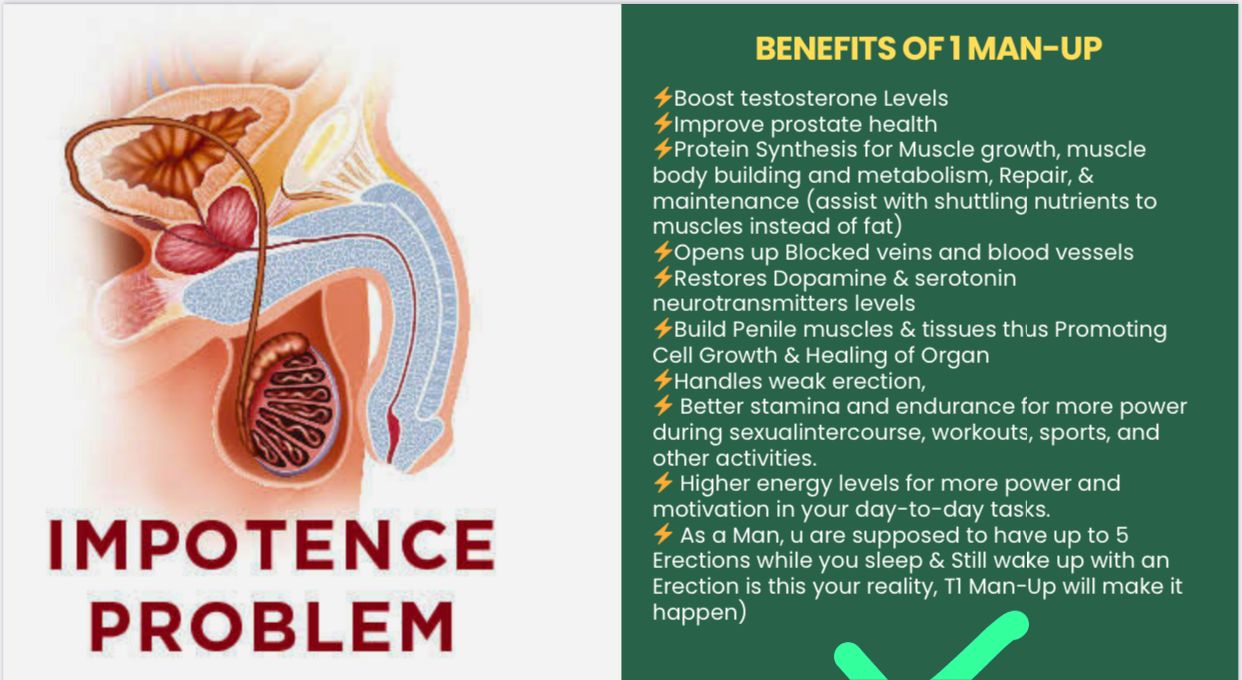 IMPOTENCE
PROBLEM
BENEFITS OF 1 MAN-UP
⚡Boost testosterone Levels
⚡Improve prostate health
⚡Protein Synthesis for Muscle growth, muscle
body building and metabolism, Repair, &
maintenance (assist with shuttling nutrients to
muscles instead of fat)
⚡Opens up Blocked veins and blood vessels
⚡Restores Dopamine & serotonin
neurotransmitters levels
⚡Build Penile muscles & tissues thus Promoting
Cell Growth & Healing of Organ
⚡Handles weak erection,
⚡ Better stamina and endurance for more power
during sexualintercourse, workouts, sports, and
other activities.
⚡ Higher energy levels for more power and
motivation in your day-to-day tasks.
⚡ As a Man, u are supposed to have up to 5
Erections while you sleep & Still wake up with an
Erection is this your reality, T1 Man-Up will make it
happen)